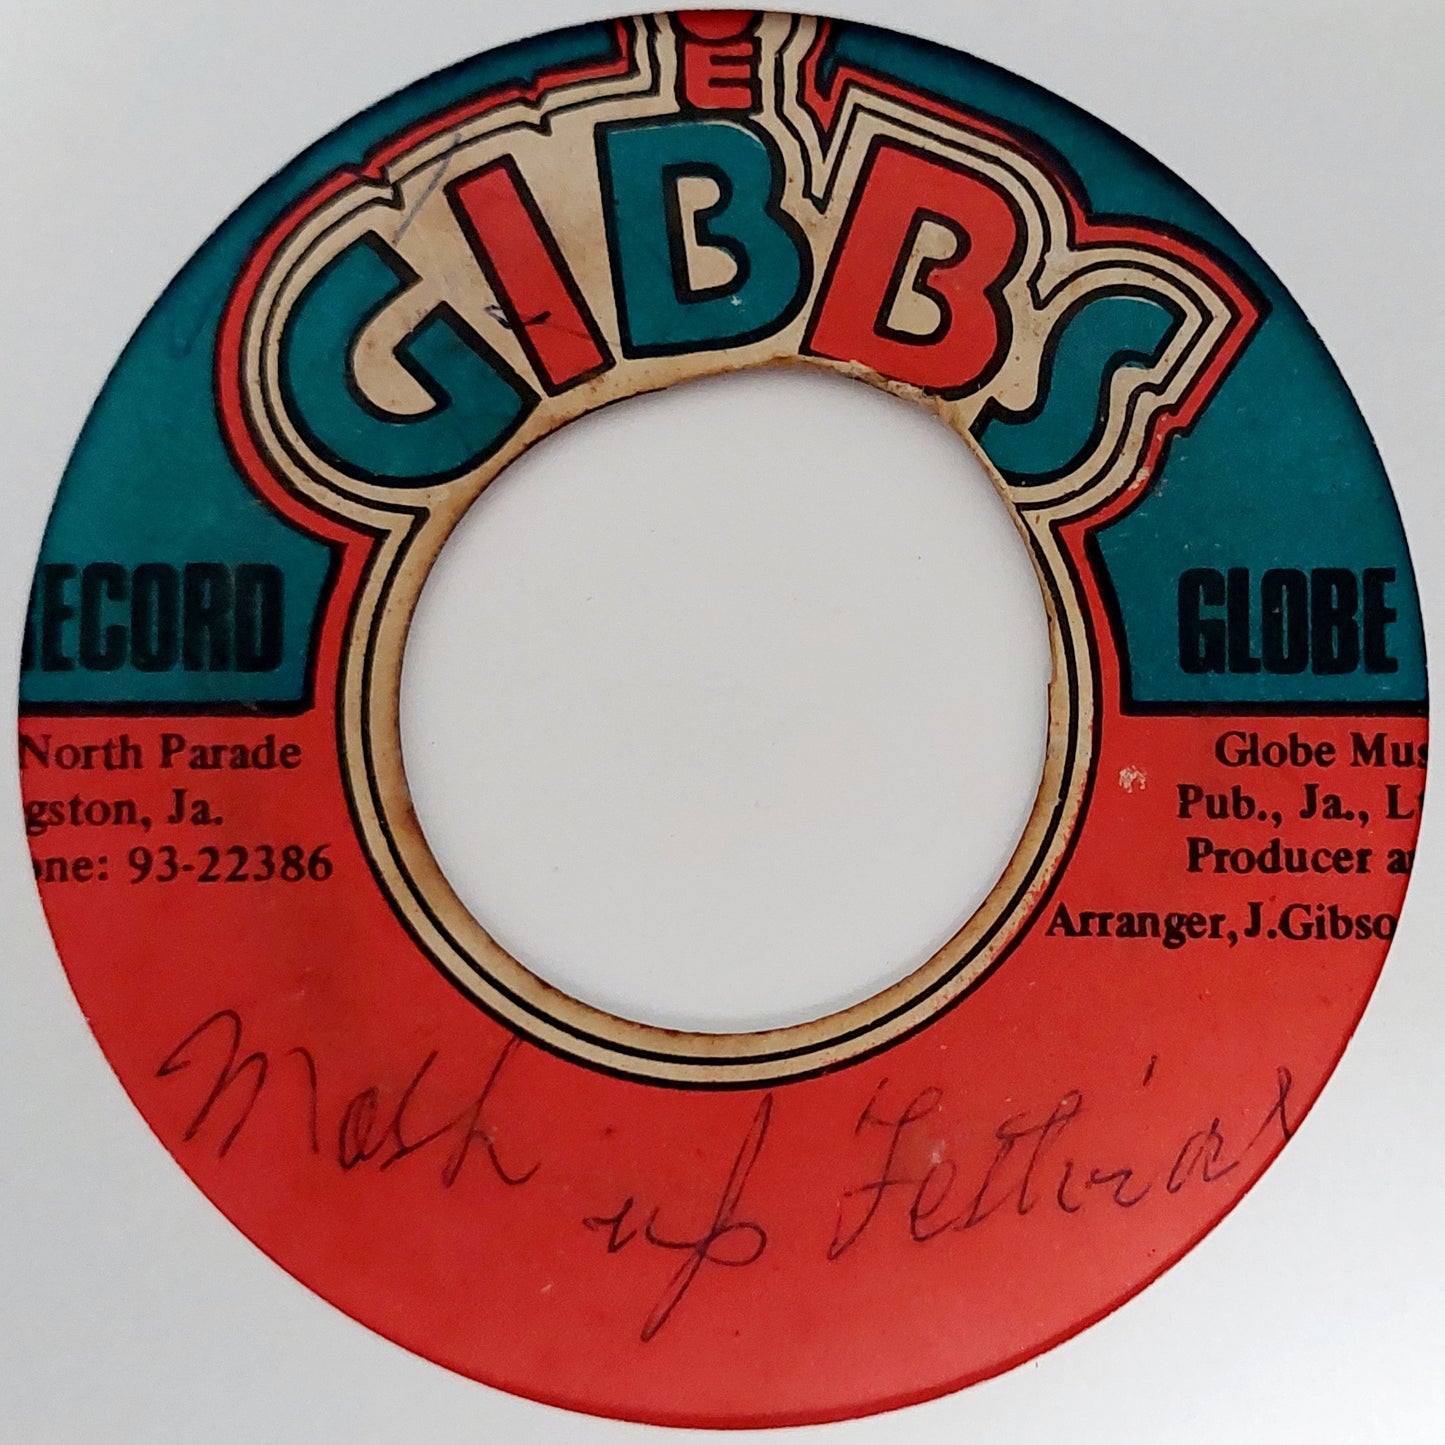 OE
GIBBS
RECORD
GLOBE
North Parade
gston, Ja.
one: 93-22386
Globe Mus
Pub., Ja., L
Producer a
Arranger, J.Gibso
Mash up